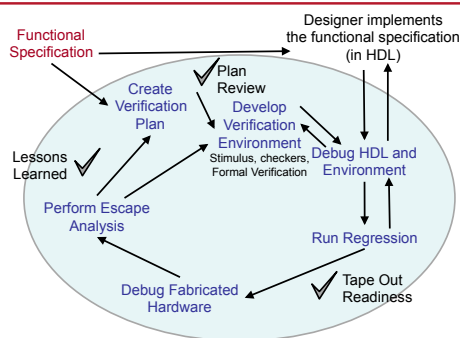 Functional
Specification
Designer implements
the functional specification
(in HDL)
Create
Verification
Plan
Plan
Review
Develop
Verification
Environment
Stimulus, checkers,
Formal Verification
Debug HDL and
Environment
Lessons
Learned
Perform Escape
Analysis
Run Regression
Debug Fabricated
Hardware
Tape Out
Readiness